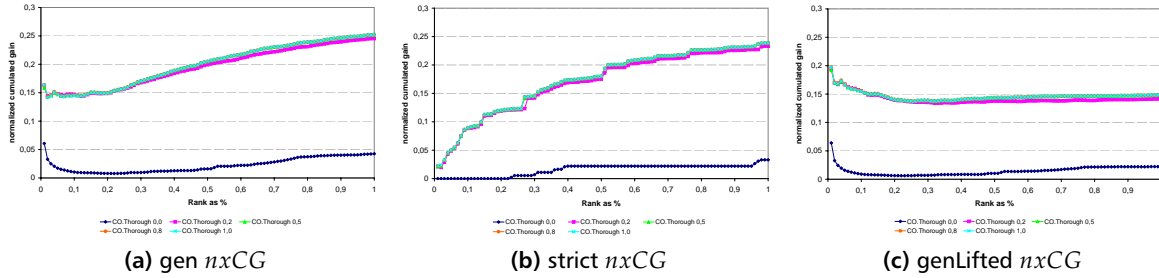 0,3
0,25
0,2
0,15
0,1
0,05
0
normalized cumulated gain
0 0,1 0,2 0,3 0,4 0,5 0,6 0,7 0,8 0,9 1
Rank as %
CO.Thorough 0,0 CO.Thorough 0,2 CO.Thorough 0,5
CO.Thorough 0,8 CO.Thorough 1,0
(a) gen nxCG
0,3
0,25
0,2
0,15
0,1
0,05
0
normalized cumulated gain
0 0,1 0,2 0,3 0,4 0,5 0,6 0,7 0,8 0,9 1
Rank as %
CO.Thorough 0,0 CO.Thorough 0,2 CO.Thorough 0,5
CO.Thorough 0,8 CO.Thorough 1,0
(b) strict nxCG
0,3
0,25
0,2
0,15
0,1
0,05
0
normalized cumulated gain
0 0,1 0,2 0,3 0,4 0,5 0,6 0,7 0,8 0,9
Rank as %
CO.Thorough 0,0 CO.Thorough 0,2 CO.Thorough 0,5
CO.Thorough 0,8 CO.Thorough 1,0
(c) genLifted nxCG